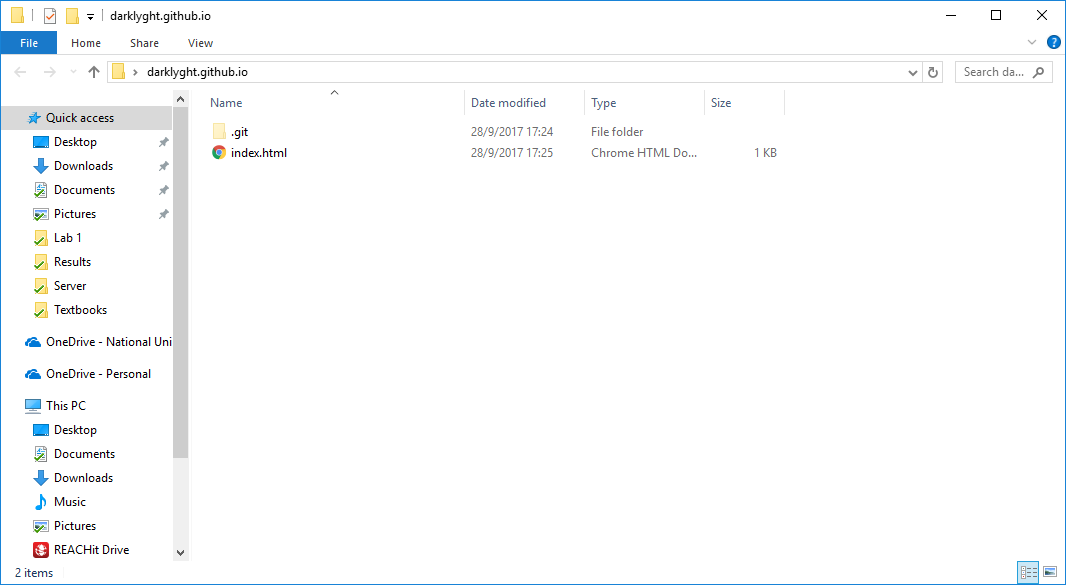 darklyght.github.io
File Home Share View
darklyght.github.io Search da...
Name Date modified Type Size
.git 28/9/2017 17:24 File folder
index.html 28/9/2017 17:25 Chrome HTML Do... 1 KB
Quick access
Desktop
Downloads
Documents
Pictures
Lab 1
Results
Server
Textbooks
OneDrive - National Uni
OneDrive - Personal
This PC
Desktop
Documents
Downloads
Music
Pictures
REACHit Drive
2 items